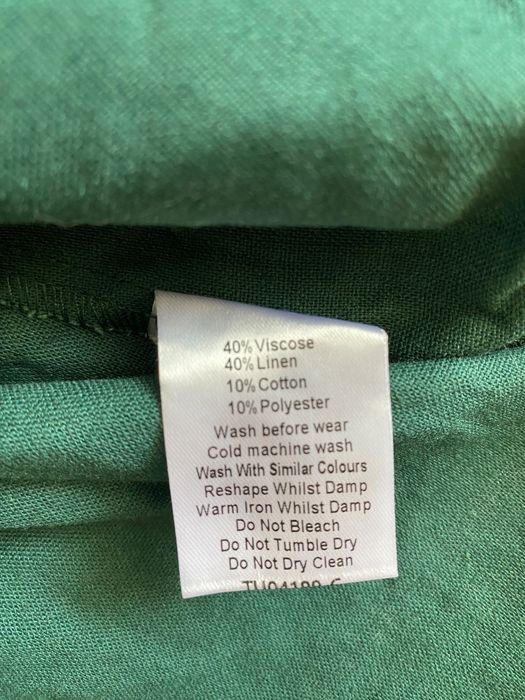 40% Viscose
40% Linen
10% Cotton
10% Polyester
Wash before wear
Cold machine wash
Wash With Similar Colours
Reshape Whilst Damp
Warm Iron Whilst Damp
Do Not Bleach
Do Not Tumble Dry
Do Not Dry Clean